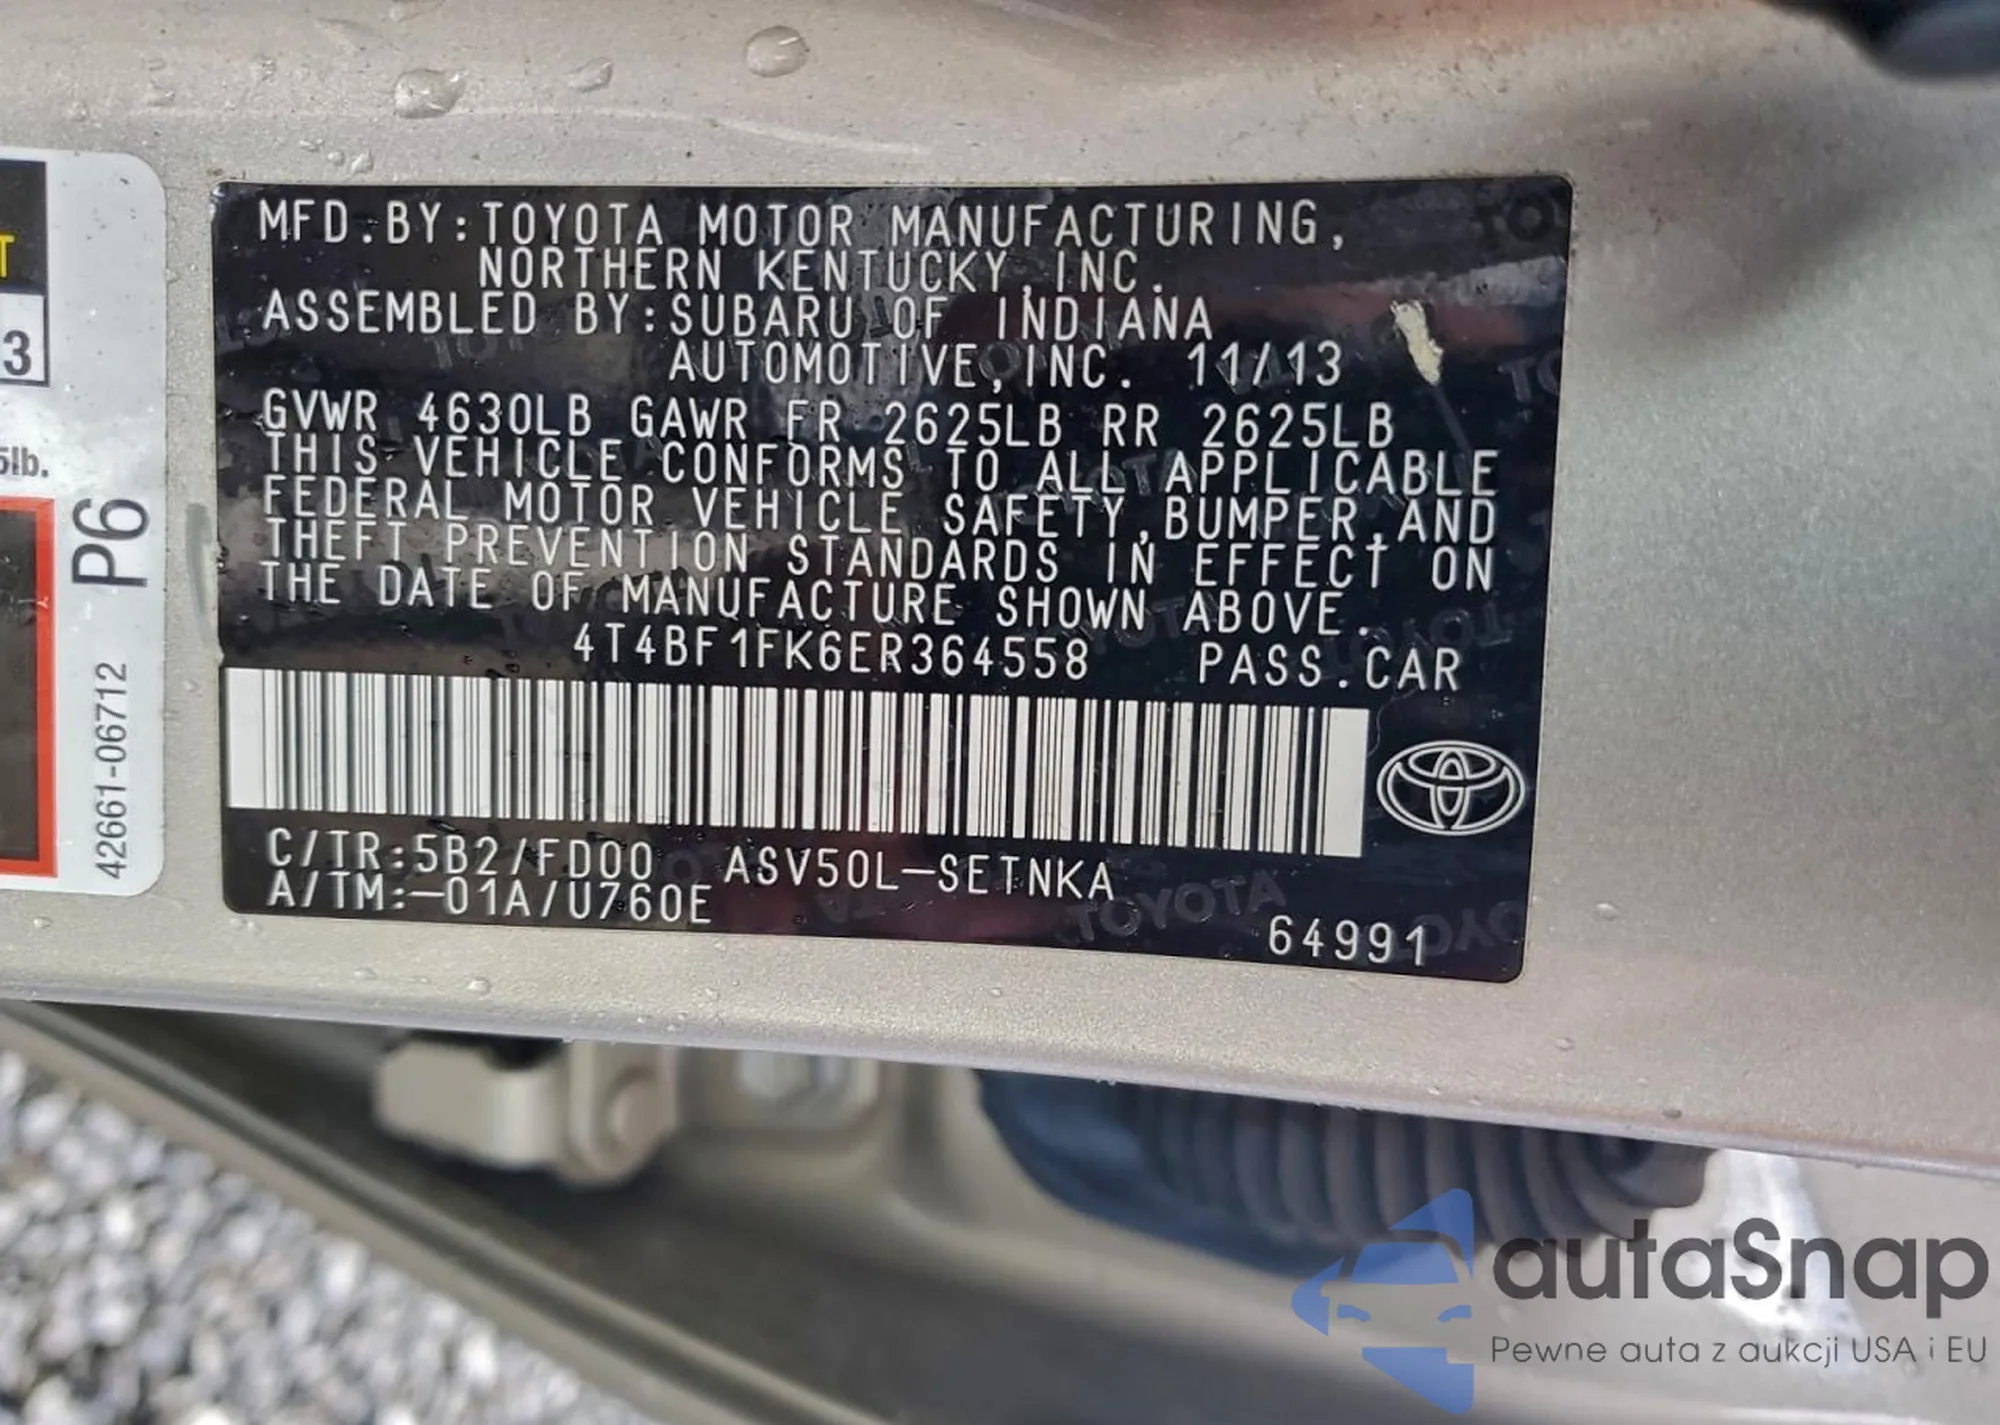 MFD.BY:TOYOTA MOTOR MANUFACTURING,
NORTHERN KENTUCKY,INC.
ASSEMBLED BY:SUBARU OF INDIANA
AUTOMOTIVE,INC. 11/13
GVWR 4630LB GAWR FR 2625LB RR 2625LB
THIS VEHICLE CONFORMS TO ALL APPLICABLE
FEDERAL MOTOR VEHICLE SAFETY,BUMPER,AND
THEFT PREVENTION STANDARDS IN EFFECT ON
THE DATE OF MANUFACTURE SHOWN ABOVE.
4T4BF1FK6ER364558 PASS.CAR
C/TR:5B2/FD00 ASV50L-SETNKA
A/TM:-01A/U760E
64991
T
3
5lb.
P6
42661-06712
autaSnap
Pewne auta z aukcji USA i EU